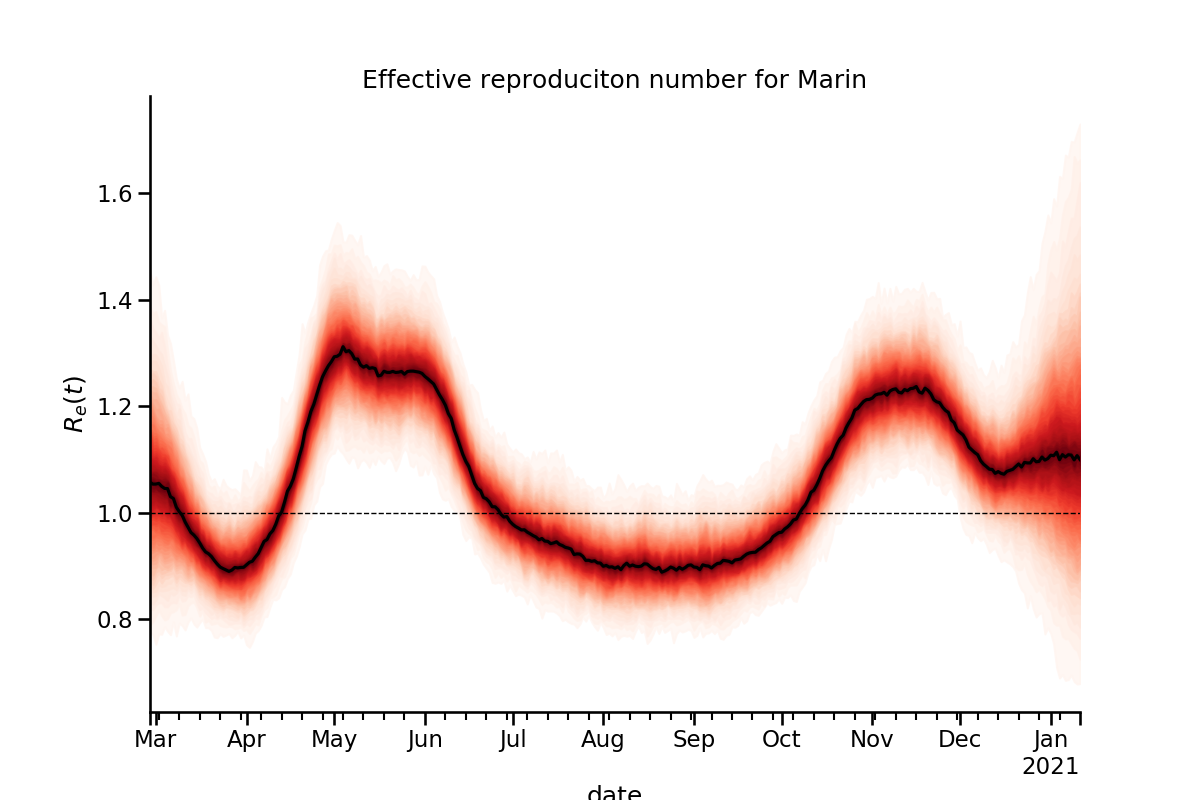 Effective reproduciton number for Marin
1.6
1.4
1.2
1.0
0.8
Rₑ(t)
Mar Apr May Jun Jul Aug Sep Oct Nov Dec Jan
2021
date